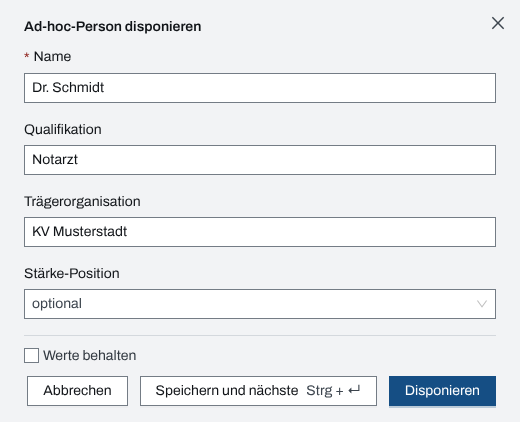 Ad-hoc-Person disponieren
* Name
Dr. Schmidt
Qualifikation
Notarzt
Trägerorganisation
KV Musterstadt
Stärke-Position
optional
Werte behalten
Abbrechen
Speichern und nächste Strg + ↵
Disponieren